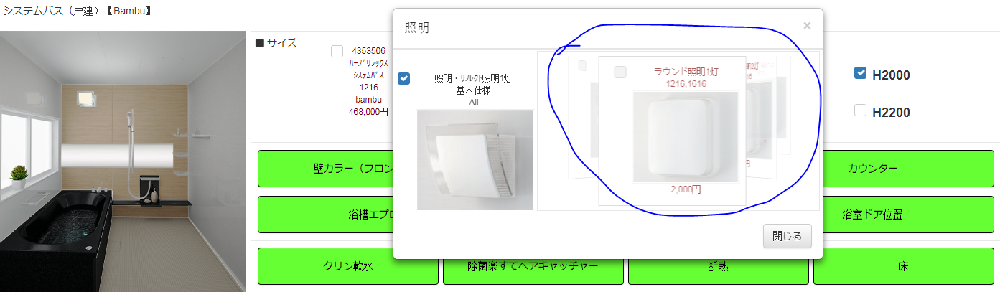 システムバス（戸建）【Bambu】
■ サイズ
4353506
ﾊｰﾌﾞﾘﾗｯｸｽ
ｼｽﾃﾑﾊﾞｽ
1216
bambu
468,000円
照明
×
照明・ﾘﾌﾚｸﾄ照明1灯
基本仕様
All
ラウンド照明1灯
1216,1616
2,000円
閉じる
H2000
H2200
壁カラー（フロン
カウンター
浴槽エプロ
浴室ドア位置
クリン軟水
除菌楽すてヘアキャッチャー
断熱
床